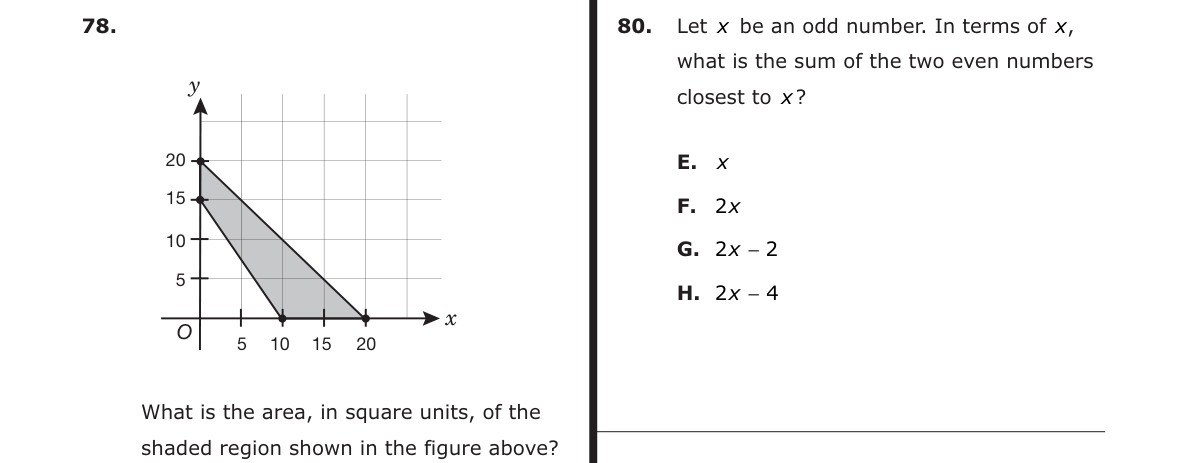 78.
y
20
15
10
5
O
5 10 15 20
x
What is the area, in square units, of the
shaded region shown in the figure above?
80. Let x be an odd number. In terms of x,
what is the sum of the two even numbers
closest to x?
E. x
F. 2x
G. 2x – 2
H. 2x – 4